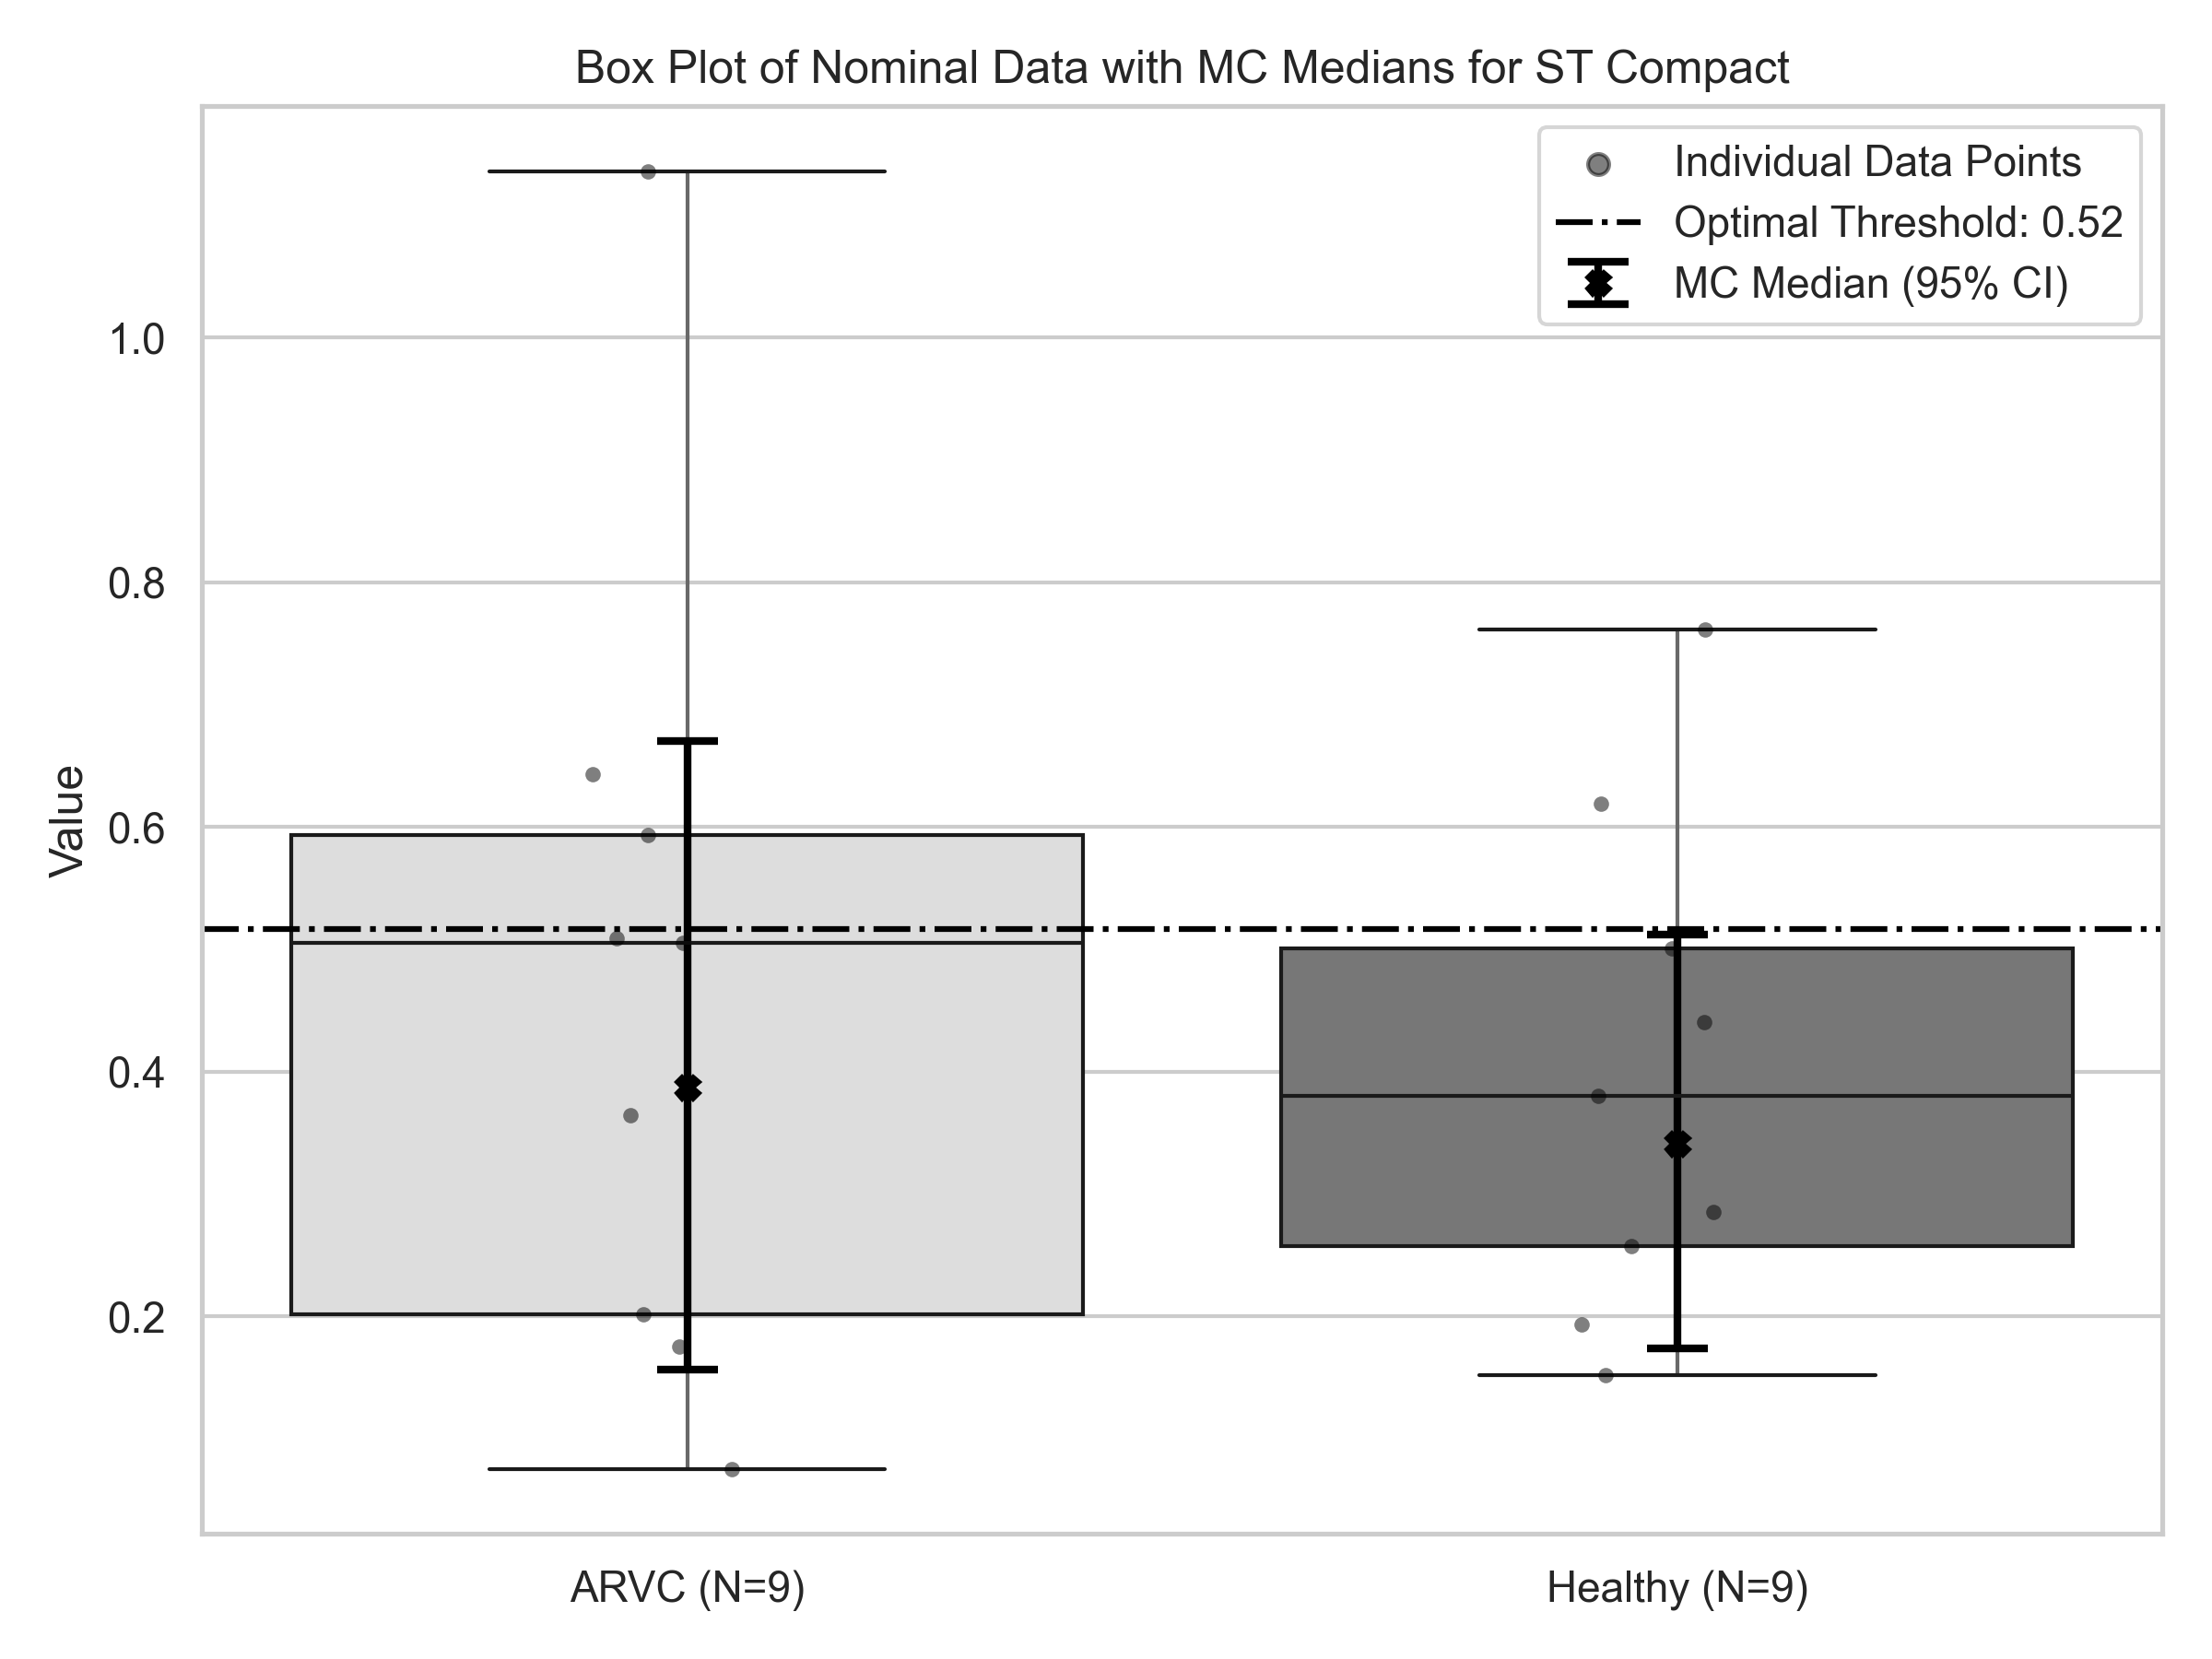 Box Plot of Nominal Data with MC Medians for ST Compact
Individual Data Points
Optimal Threshold: 0.52
MC Median (95% CI)
1.0
0.8
0.6
0.4
0.2
Value
ARVC (N=9)
Healthy (N=9)